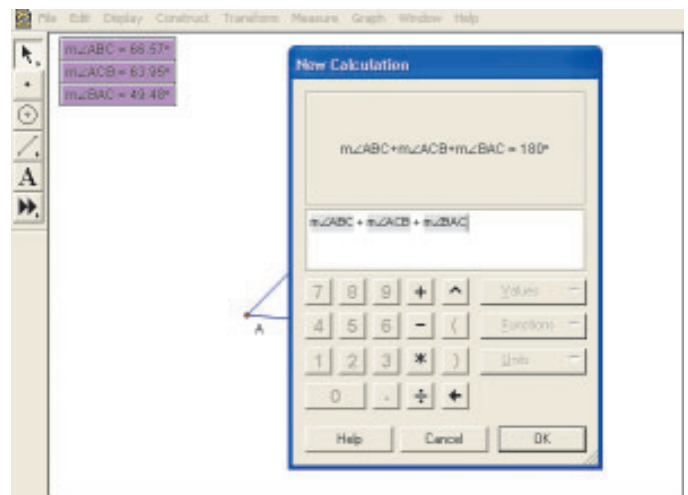 File Edit Display Construct Transform Measure Graph Window Help
m∠ABC = 66.57°
m∠ACB = 63.95°
m∠BAC = 49.48°
New Calculation
m∠ABC+m∠ACB+m∠BAC = 180°
m∠ABC + m∠ACB + m∠BAC
7 8 9 + ^ Values
4 5 6 - ( Functions
1 2 3 * ) Units
0 . ÷
Help Cancel OK
A
A